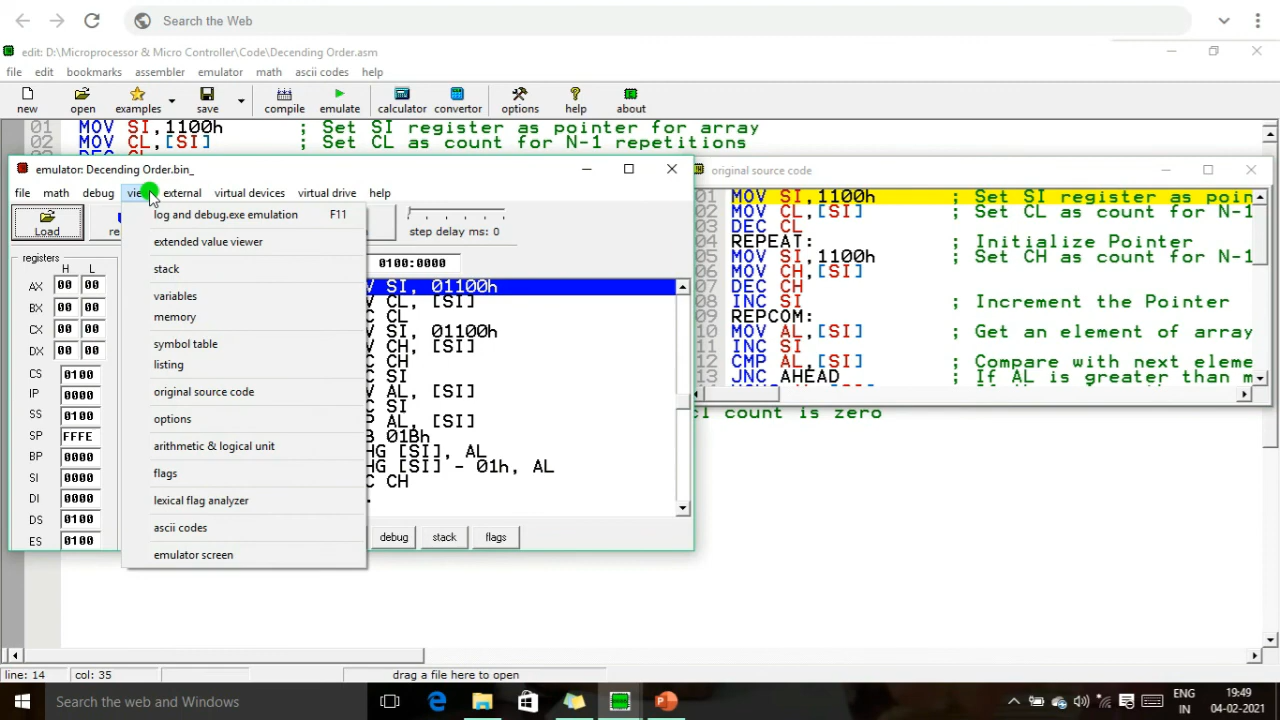 Search the Web
edit: D:\Microprocessor & Micro Controller\Code\Decending Order.asm
file edit bookmarks assembler emulator math ascii codes help
new open examples save compile emulate calculator convertor options help about
01 MOV SI,1100h ; Set SI register as pointer for array
02 MOV CL,[SI] ; Set CL as count for N-1 repetitions
emulator: Decending Order.bin_
file math debug view external virtual devices virtual drive help
Load
step delay ms: 0
log and debug.exe emulation F11
extended value viewer
stack
variables
memory
symbol table
listing
original source code
options
arithmetic & logical unit
flags
lexical flag analyzer
ascii codes
emulator screen
registers
H L
AX 00 00
BX 00 00
CX 00 00
DX 00 00
CS 0100
IP 0000
SS 0100
SP FFFE
BP 0000
SI 0000
DI 0000
DS 0100
ES 0100
0100:0000
V SI, 01100h
V CL, [SI]
C CL
V SI, 01100h
V CH, [SI]
C CH
C SI
V AL, [SI]
C SI
P AL, [SI]
B 01Bh
HG [SI], AL
HG [SI] - 01h, AL
C CH
debug stack flags
original source code
01 MOV SI,1100h ; Set SI register as poin
02 MOV CL,[SI] ; Set CL as count for N-1
03 DEC CL
04 REPEAT: ; Initialize Pointer
05 MOV SI,1100h ; Set CH as count for N-1
06 MOV CH,[SI]
07 DEC CH
08 INC SI ; Increment the Pointer
09 REPCOM:
10 MOV AL,[SI] ; Get an element of array
11 INC SI
12 CMP AL,[SI] ; Compare with next eleme
13 JNC AHEAD ; If AL is greater than m
cl count is zero
line: 14 col: 35 drag a file here to open
Search the web and Windows
ENG
IN
19:49
04-02-2021